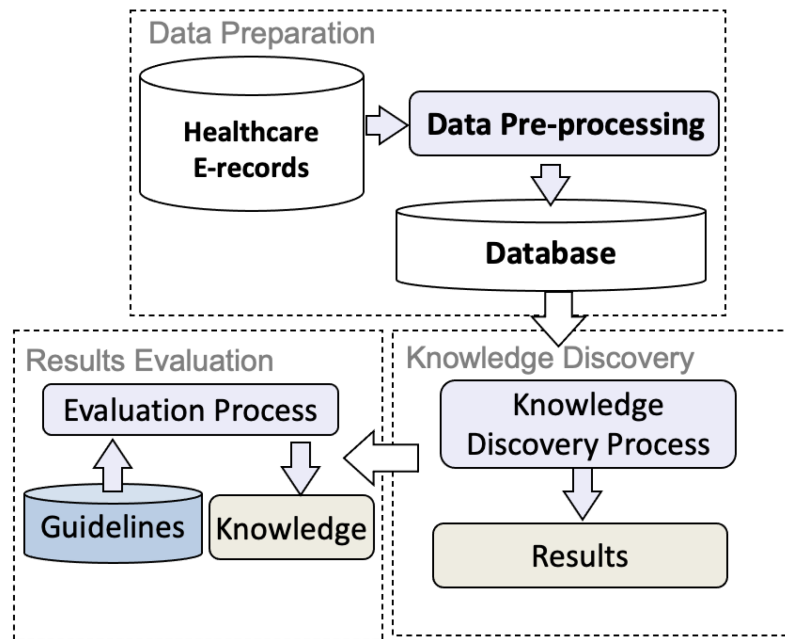 Data Preparation
Healthcare
E-records
Data Pre-processing
Database
Results Evaluation
Evaluation Process
Guidelines
Knowledge
Knowledge Discovery
Knowledge
Discovery Process
Results